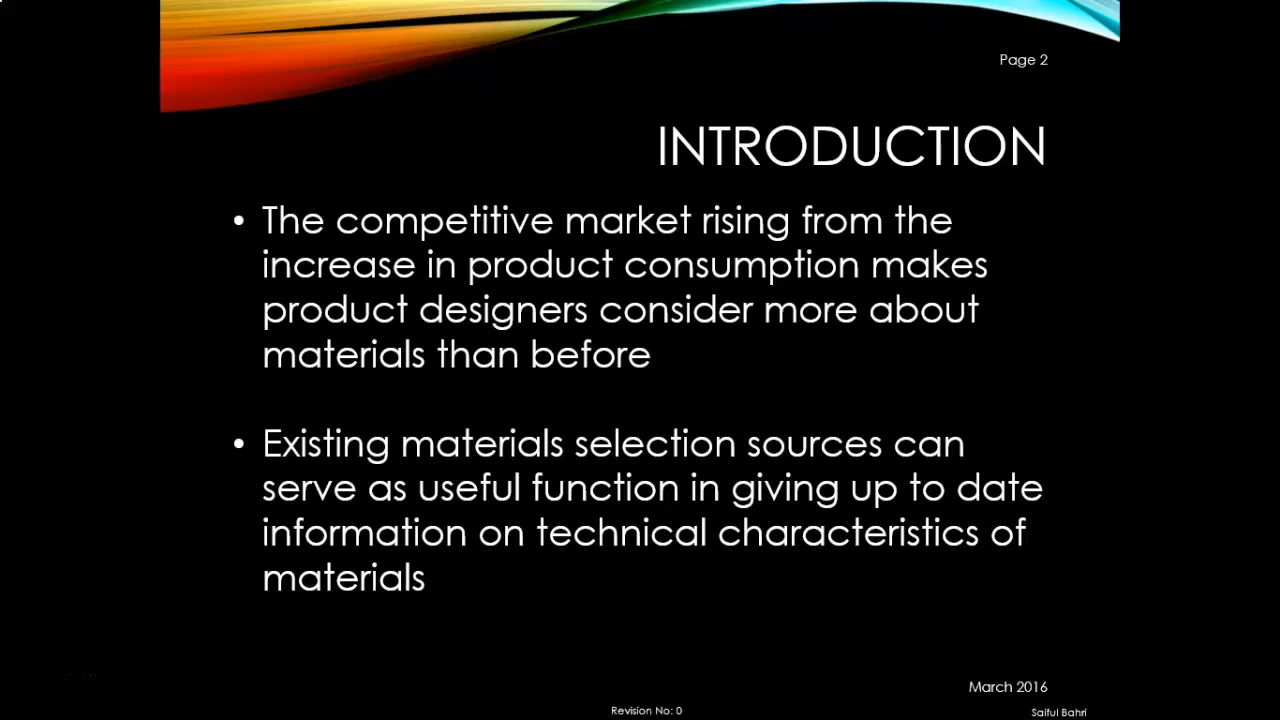 Page 2
INTRODUCTION
• The competitive market rising from the
increase in product consumption makes
product designers consider more about
materials than before
• Existing materials selection sources can
serve as useful function in giving up to date
information on technical characteristics of
materials
March 2016
Revision No: 0
Saiful Bahri